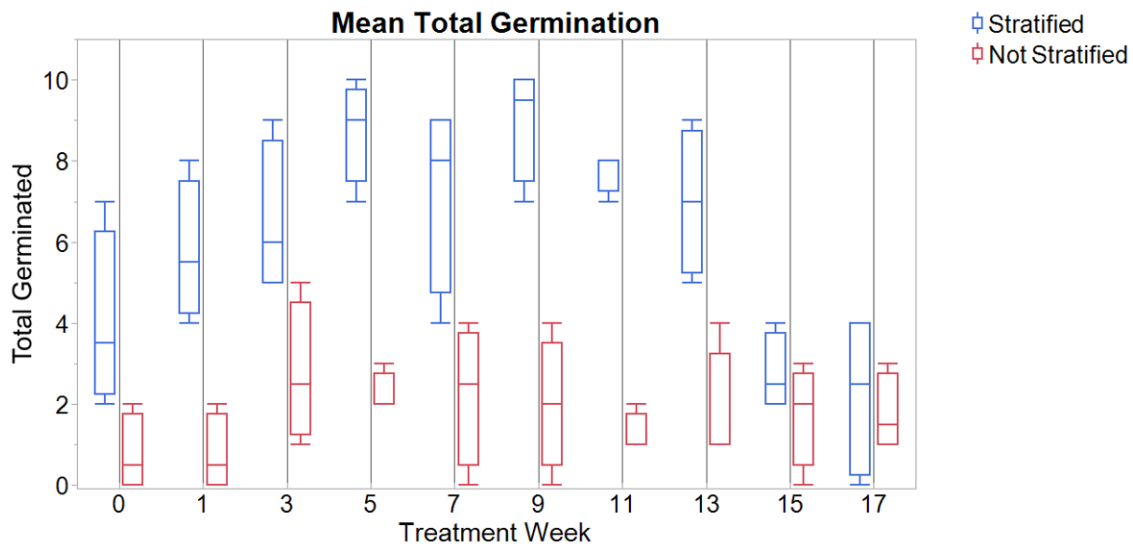 Mean Total Germination
Stratified
Not Stratified
Total Germinated
10
8
6
4
2
0
0 1 3 5 7 9 11 13 15 17
Treatment Week